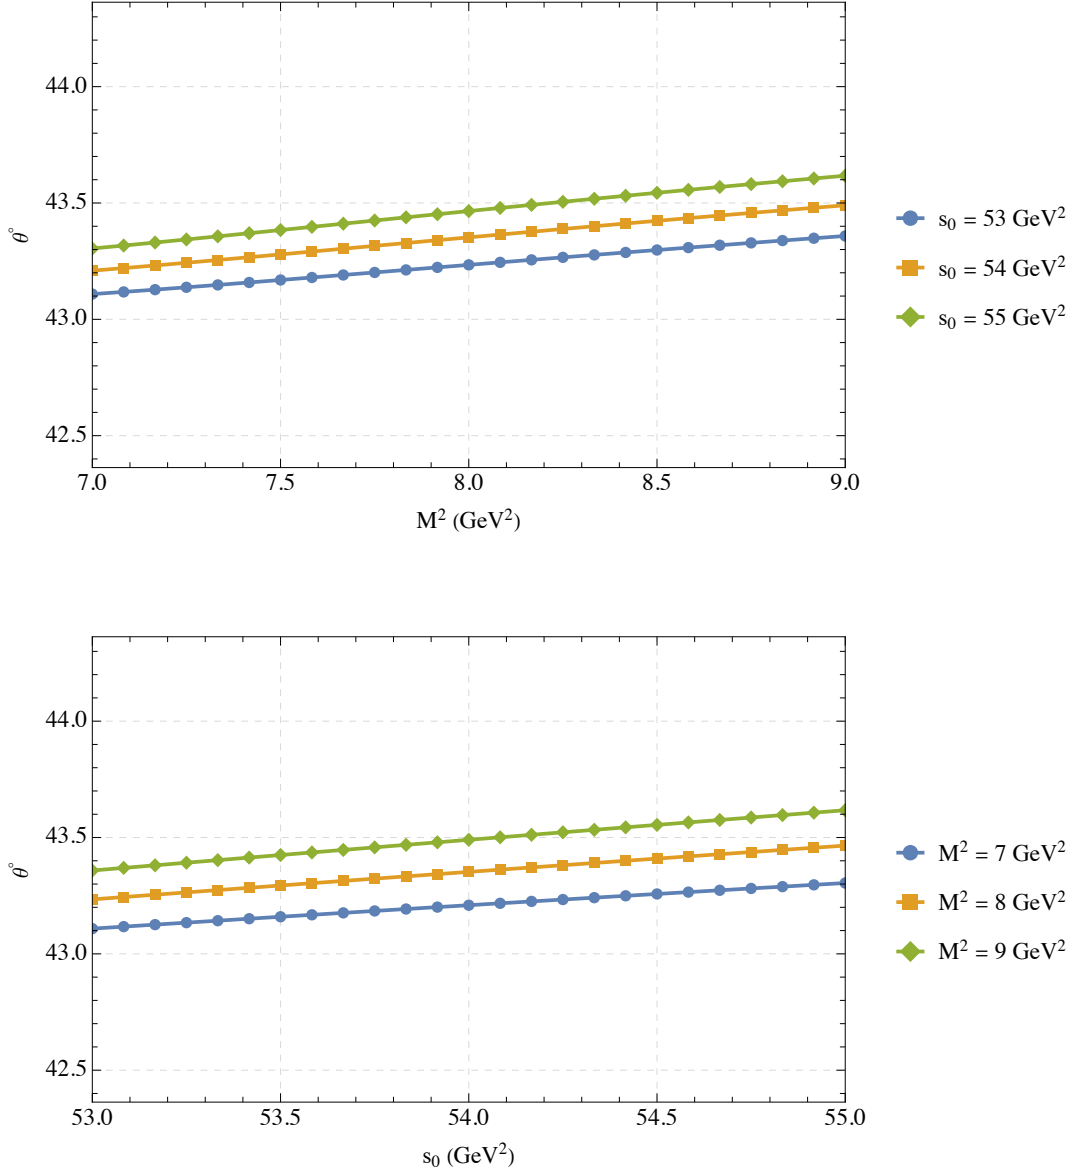 44.0
43.5
43.0
42.5
θ°
7.0 7.5 8.0 8.5 9.0
M² (GeV²)
s₀ = 53 GeV²
s₀ = 54 GeV²
s₀ = 55 GeV²
44.0
43.5
43.0
42.5
θ°
53.0 53.5 54.0 54.5 55.0
s₀ (GeV²)
M² = 7 GeV²
M² = 8 GeV²
M² = 9 GeV²